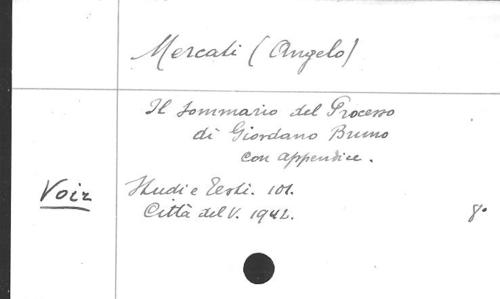 Mercati (Angelo)
Il sommario del Processo
di Giordano Bruno
con appendice.
Voir
Studi e Testi. 101.
Città del V. 1942.
8°